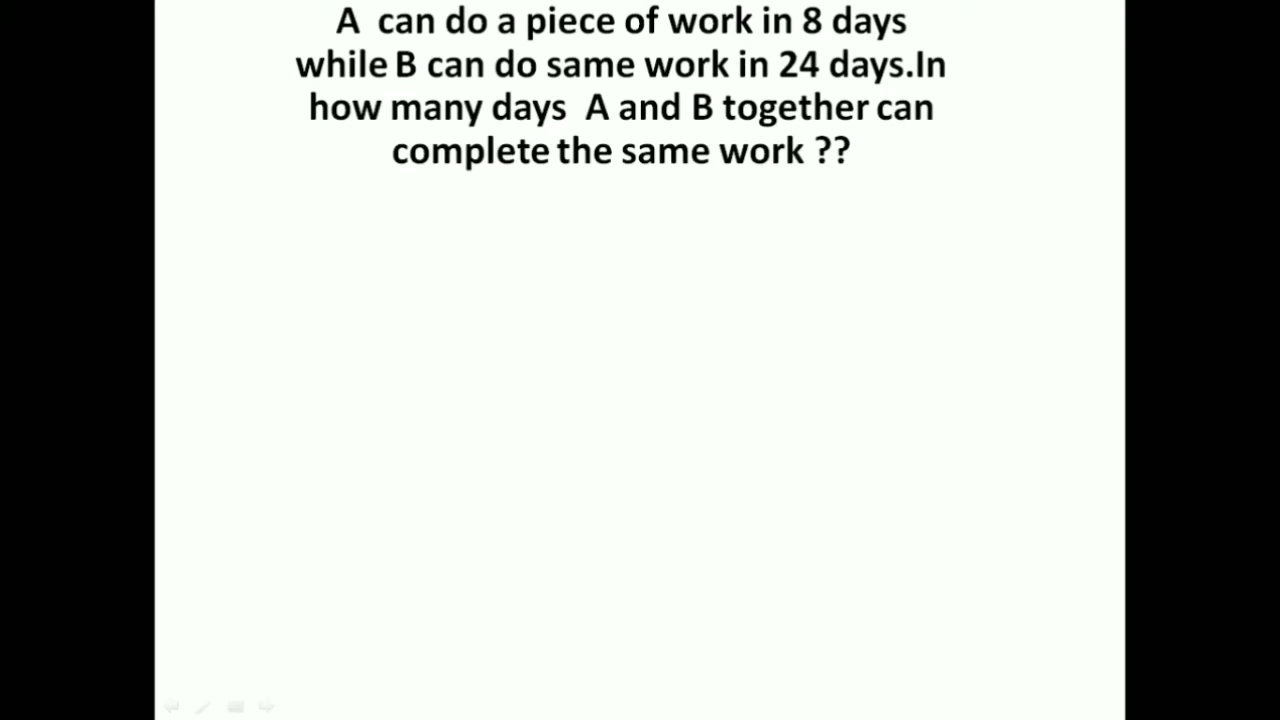 A  can do a piece of work in 8 days
while B can do same work in 24 days.In
how many days  A and B together can
complete the same work ??